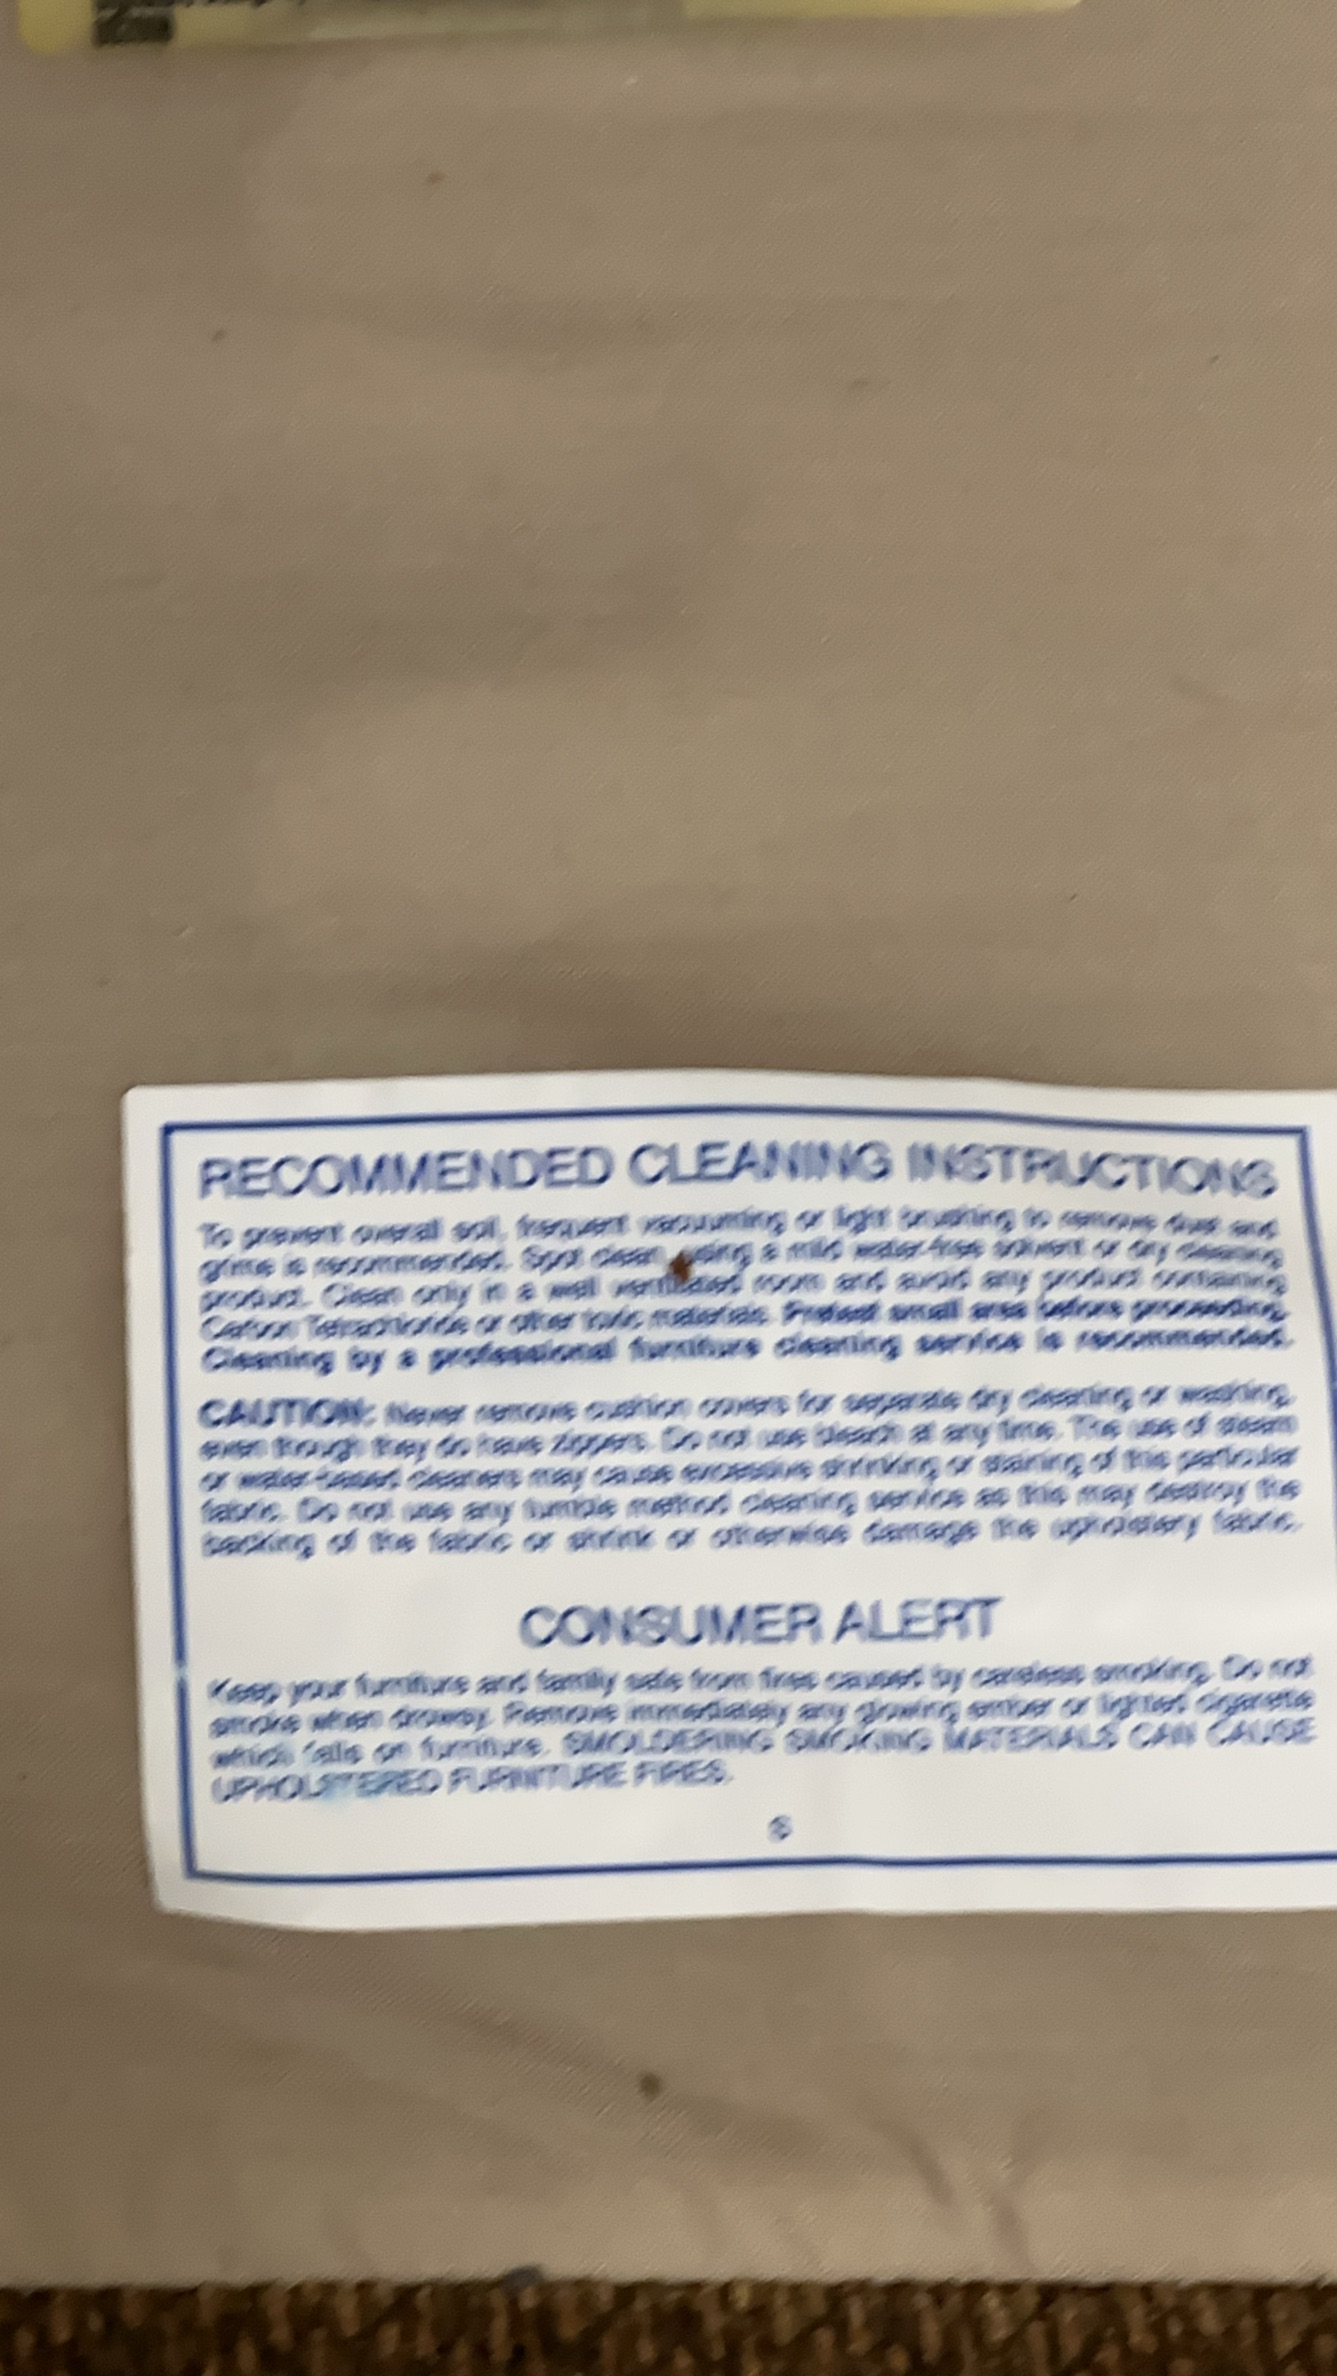 RECOMMENDED CLEANING INSTRUCTIONS
To prevent overall soil, frequent vacuuming or light brushing to remove dust and
grime is recommended. Spot clean using a mild water-free solvent or dry cleaning
product. Clean only in a well ventilated room and avoid any product containing
Carbon Tetrachloride or other toxic materials. Pretest small area before proceeding.
Cleaning by a professional furniture cleaning service is recommended.
CAUTION: Never remove cushion covers for separate dry cleaning or washing,
even though they do have zippers. Do not use bleach at any time. The use of steam
or water-based cleaners may cause excessive shrinking or staining of this particular
fabric. Do not use any tumble method cleaning service as this may destroy the
backing of the fabric or shrink or otherwise damage the upholstery fabric.
CONSUMER ALERT
Keep your furniture and family safe from fires caused by careless smoking. Do not
smoke when drowsy. Remove immediately any glowing ember or lighted cigarette
which falls on furniture. SMOLDERING SMOKING MATERIALS CAN CAUSE
UPHOLSTERED FURNITURE FIRES.
S